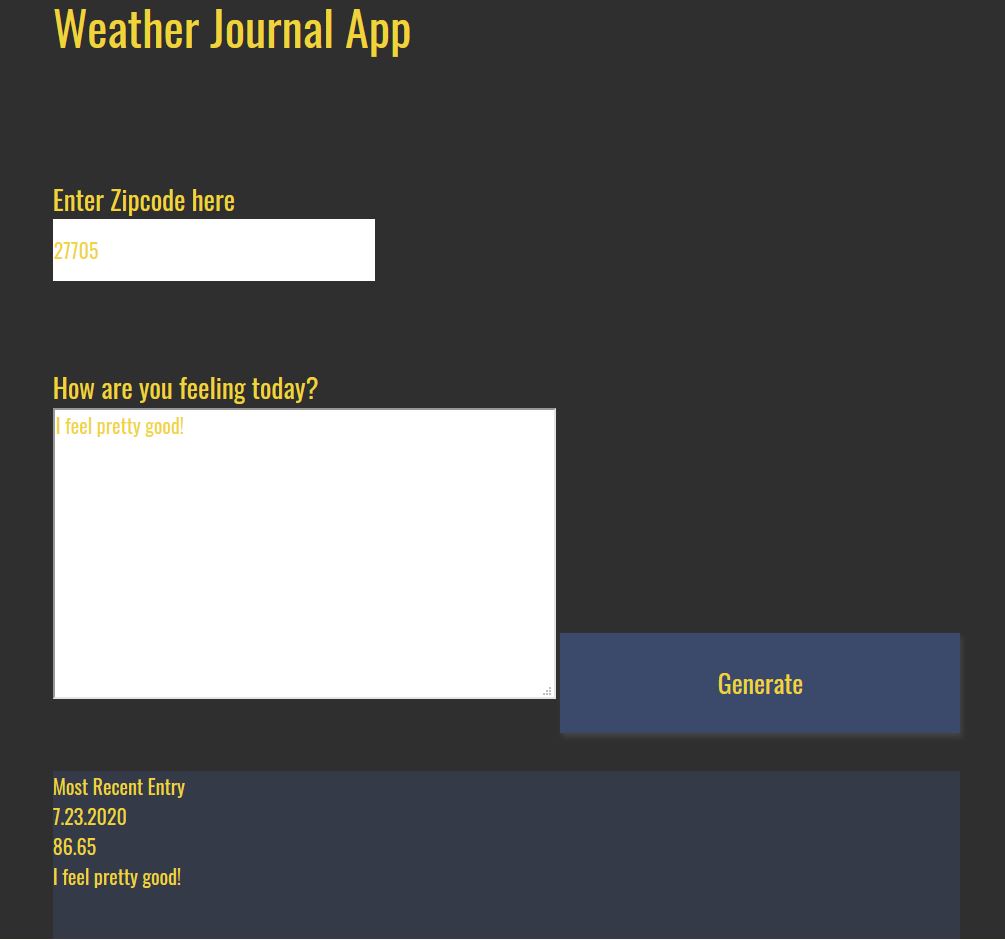 Weather Journal App
Enter Zipcode here
27705
How are you feeling today?
I feel pretty good!
Generate
Most Recent Entry
7.23.2020
86.65
I feel pretty good!